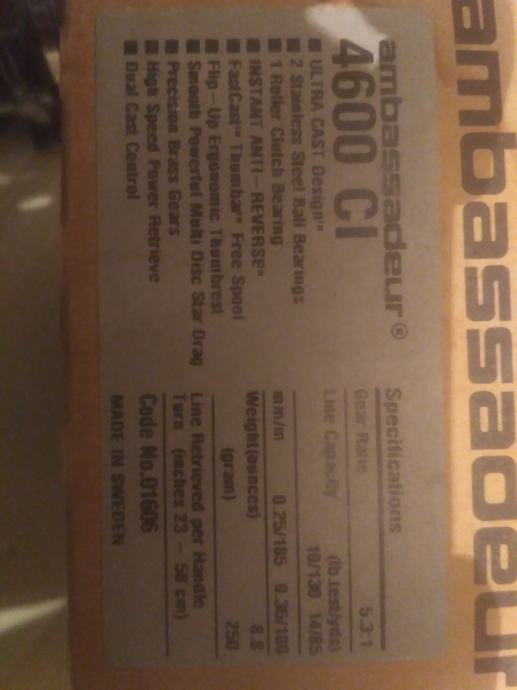 ambassadeur
ambassadeur®
4600 CI
■ ULTRA CAST Design™
■ 2 Stainless Steel Ball Bearings
■ 1 Roller Clutch Bearing
■ INSTANT ANTI-REVERSE™
■ FastCast™ Thumbar™ Free Spool
■ Flip-Up Ergonomic Thumbrest
■ Smooth Powerful Multi Disc Star Drag
■ Precision Brass Gears
■ High Speed Power Retrieve
■ Dual Cast Control
Specifications
Gear Ratio 5.3:1
Line Capacity (lb.test/yds)
10/130 14/85
mm/m 0.25/185 0.35/100
Weight(ounces) 8.8
(gram) 250
Line Retrieved per Handle
Turn (inches 23 - 58 cm)
Code No.01606
MADE IN SWEDEN